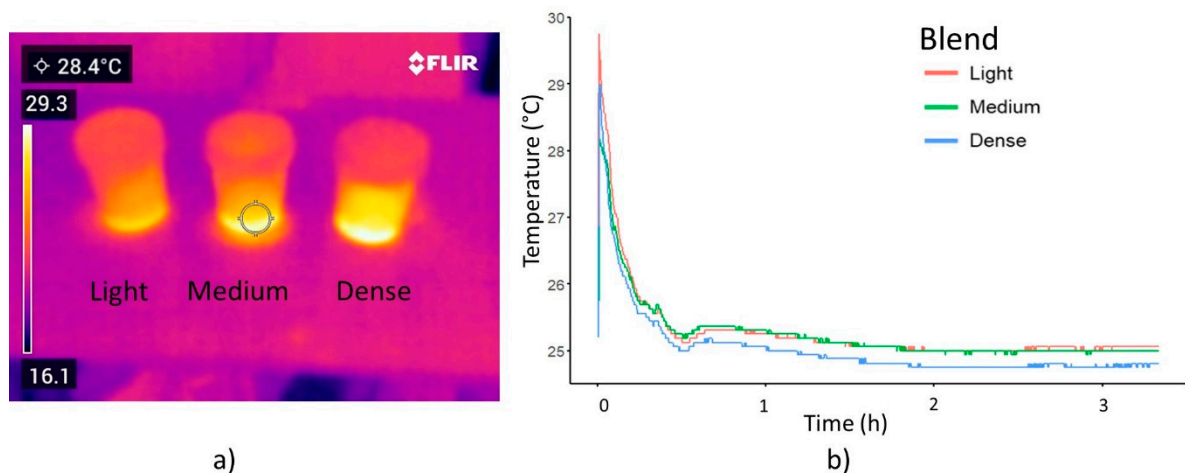 28.4°C
FLIR
29.3
Light Medium Dense
16.1
a)
30
29
28
27
26
25
Temperature (°C)
Blend
Light
Medium
Dense
0 1 2 3
Time (h)
b)